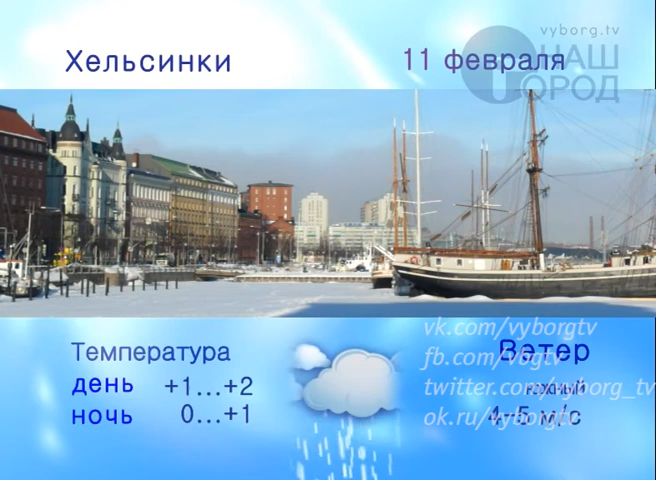 vyborg.tv
Хельсинки
11 февраля
НАШ
ГОРОД
vk.com/vyborgtv
Температура
Ветер
fb.com/v6gtv
день +1...+2
южный
twitter.com/vyborg_tv
ночь 0...+1
4-5 м/с
ok.ru/vyborgtv